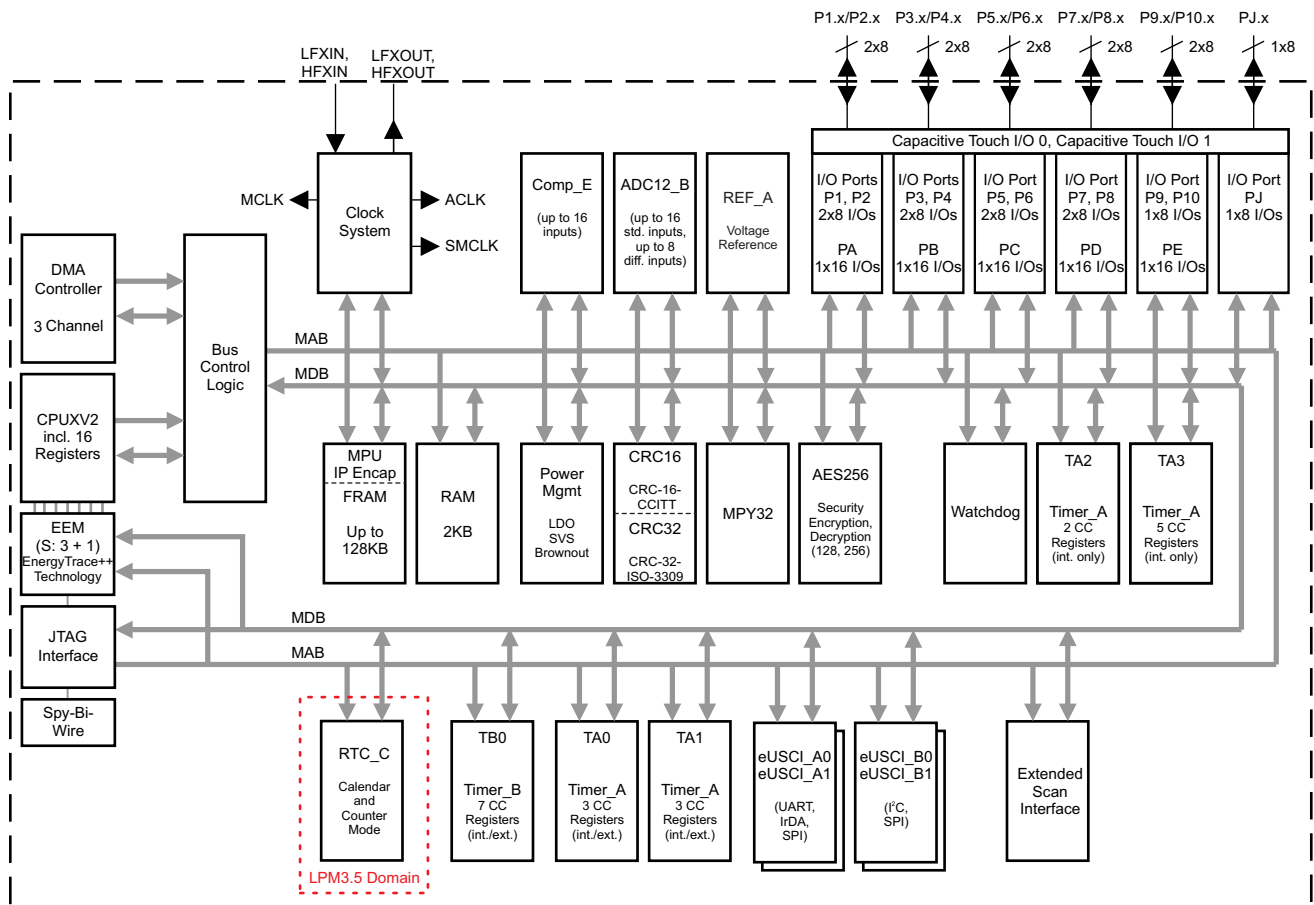 P1.x/P2.x
P3.x/P4.x
P5.x/P6.x
P7.x/P8.x
P9.x/P10.x
PJ.x
2x8
2x8
2x8
2x8
2x8
1x8
LFXIN,
HFXIN
LFXOUT,
HFXOUT
Capacitive Touch I/O 0, Capacitive Touch I/O 1
MCLK
Clock
System
ACLK
SMCLK
Comp_E
(up to 16
inputs)
ADC12_B
(up to 16
std. inputs,
up to 8
diff. inputs)
REF_A
Voltage
Reference
I/O Ports
P1, P2
2x8 I/Os
PA
1x16 I/Os
I/O Ports
P3, P4
2x8 I/Os
PB
1x16 I/Os
I/O Port
P5, P6
2x8 I/Os
PC
1x16 I/Os
I/O Port
P7, P8
2x8 I/Os
PD
1x16 I/Os
I/O Port
P9, P10
1x8 I/Os
PE
1x16 I/Os
I/O Port
PJ
1x8 I/Os
DMA
Controller
3 Channel
Bus
Control
Logic
MAB
MDB
CPUXV2
incl. 16
Registers
MPU
IP Encap
FRAM
Up to
128KB
RAM
2KB
Power
Mgmt
LDO
SVS
Brownout
CRC16
CRC-16-
CCITT
CRC32
CRC-32-
ISO-3309
MPY32
AES256
Security
Encryption,
Decryption
(128, 256)
Watchdog
TA2
Timer_A
2 CC
Registers
(int. only)
TA3
Timer_A
5 CC
Registers
(int. only)
EEM
(S: 3 + 1)
EnergyTrace++
Technology
MDB
MAB
JTAG
Interface
Spy-Bi-
Wire
RTC_C
Calendar
and
Counter
Mode
LPM3.5 Domain
TB0
Timer_B
7 CC
Registers
(int./ext.)
TA0
Timer_A
3 CC
Registers
(int./ext.)
TA1
Timer_A
3 CC
Registers
(int./ext.)
eUSCI_A0
eUSCI_A1
(UART,
IrDA,
SPI)
eUSCI_B0
eUSCI_B1
(I²C,
SPI)
Extended
Scan
Interface